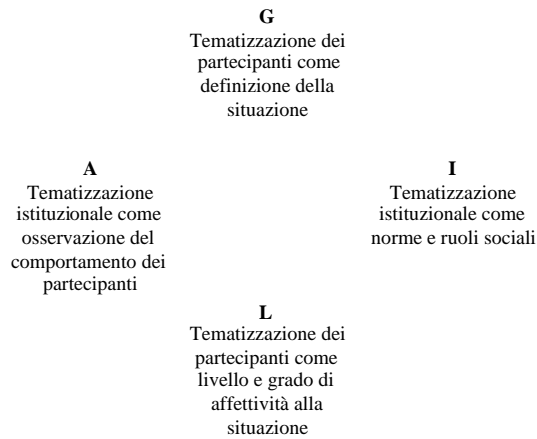 G
Tematizzazione dei
partecipanti come
definizione della
situazione
A
Tematizzazione
istituzionale come
osservazione del
comportamento dei
partecipanti
I
Tematizzazione
istituzionale come
norme e ruoli sociali
L
Tematizzazione dei
partecipanti come
livello e grado di
affettività alla
situazione